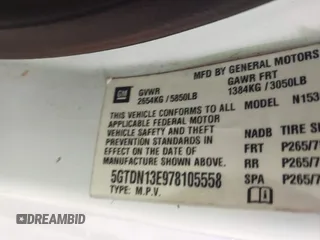 MFD BY GENERAL MOTORS
GM
GVWR GAWR FRT
2654KG / 5850LB 1384KG / 3050LB
THIS VEHICLE CONFORMS TO ALL MODEL N153
APPLICABLE FEDERAL MOTOR
VEHICLE SAFETY AND THEFT NADB TIRE
PREVENTION STANDARDS IN FRT P265/7
EFFECT ON THE DATE OF RR P265/7
MANUFACTURE SHOWN ABOVE. SPA P265/7
5GTDN13E978105558
TYPE: M.P.V.
DREAMBID